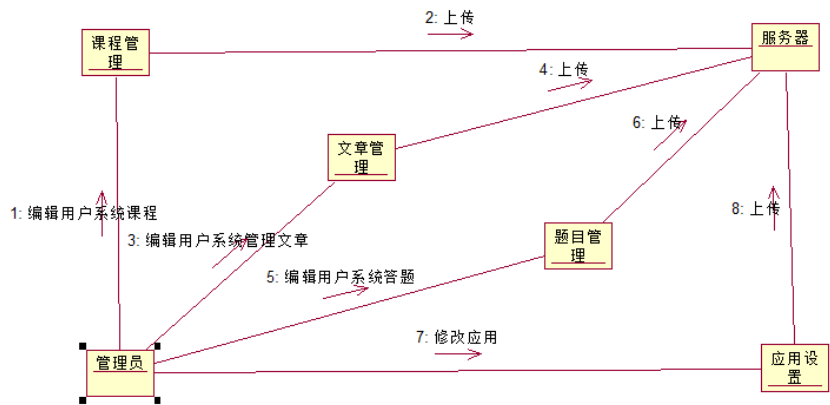 2: 上传
课程管
理
服务器
4: 上传
6: 上传
文章管
理
1: 编辑用户系统课程
8: 上传
3: 编辑用户系统管理文章
题目管
理
5: 编辑用户系统答题
7: 修改应用
管理员
应用设
置